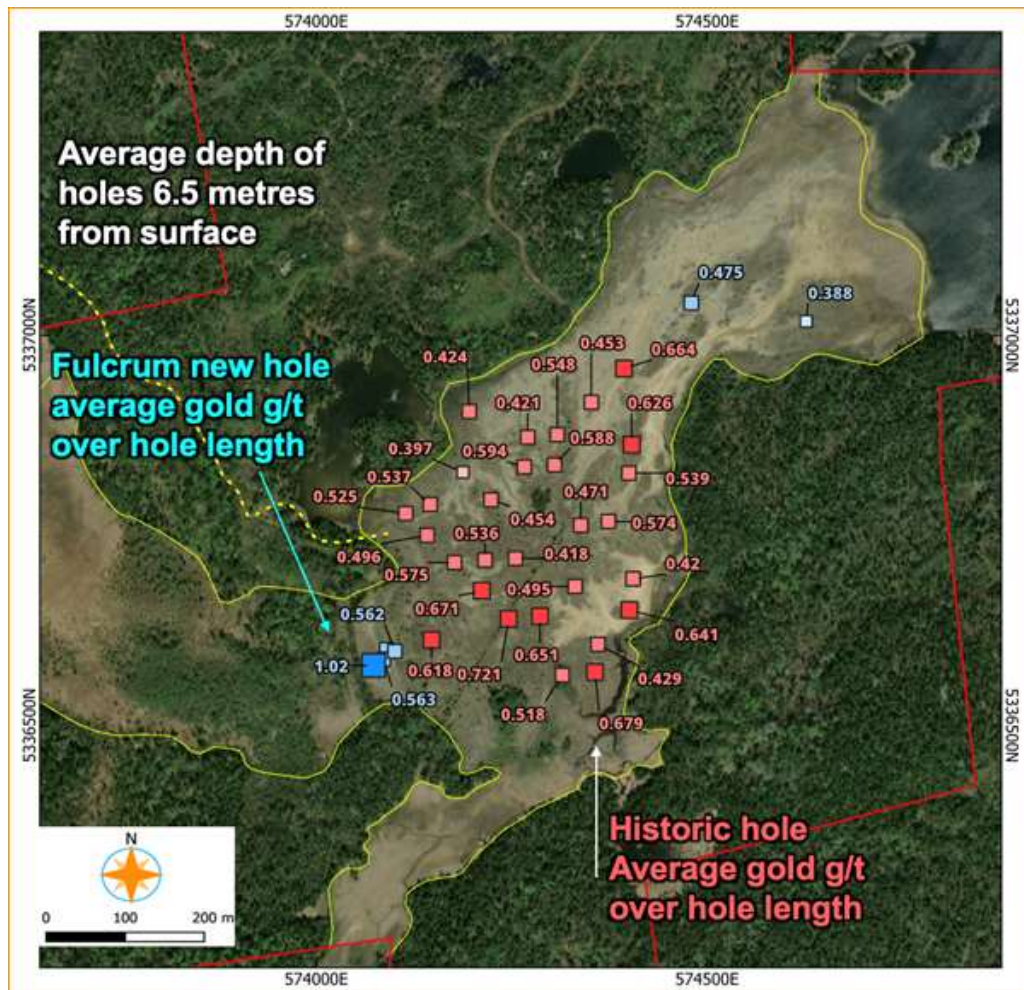 574000E
574500E
Average depth of
holes 6.5 metres
from surface
0.475
0.388
5337000N
5337000N
0.453
0.664
0.424
0.548
Fulcrum new hole
average gold g/t
over hole length
0.421
0.626
0.397
0.594
0.588
0.537
0.539
0.525
0.471
0.454
0.574
0.536
0.496
0.418
0.575
0.42
0.495
0.671
0.562
0.641
0.651
1.02
0.618
0.721
0.429
0.563
0.518
0.679
5336500N
5336500N
Historic hole
Average gold g/t
over hole length
N
0 100 200 m
574000E
574500E